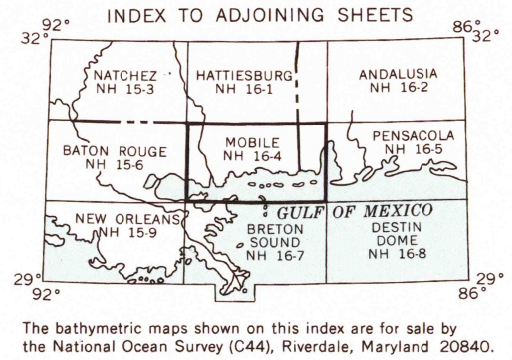 INDEX TO ADJOINING SHEETS
92° 86°
32° 32°
NATCHEZ HATTIESBURG ANDALUSIA
NH 15-3 NH 16-1 NH 16-2
BATON ROUGE MOBILE PENSACOLA
NH 15-6 NH 16-4 NH 16-5
NEW ORLEANS GULF OF MEXICO
NH 15-9 BRETON DESTIN
SOUND DOME
NH 16-7 NH 16-8
29° 29°
92° 86°
The bathymetric maps shown on this index are for sale by
the National Ocean Survey (C44), Riverdale, Maryland 20840.